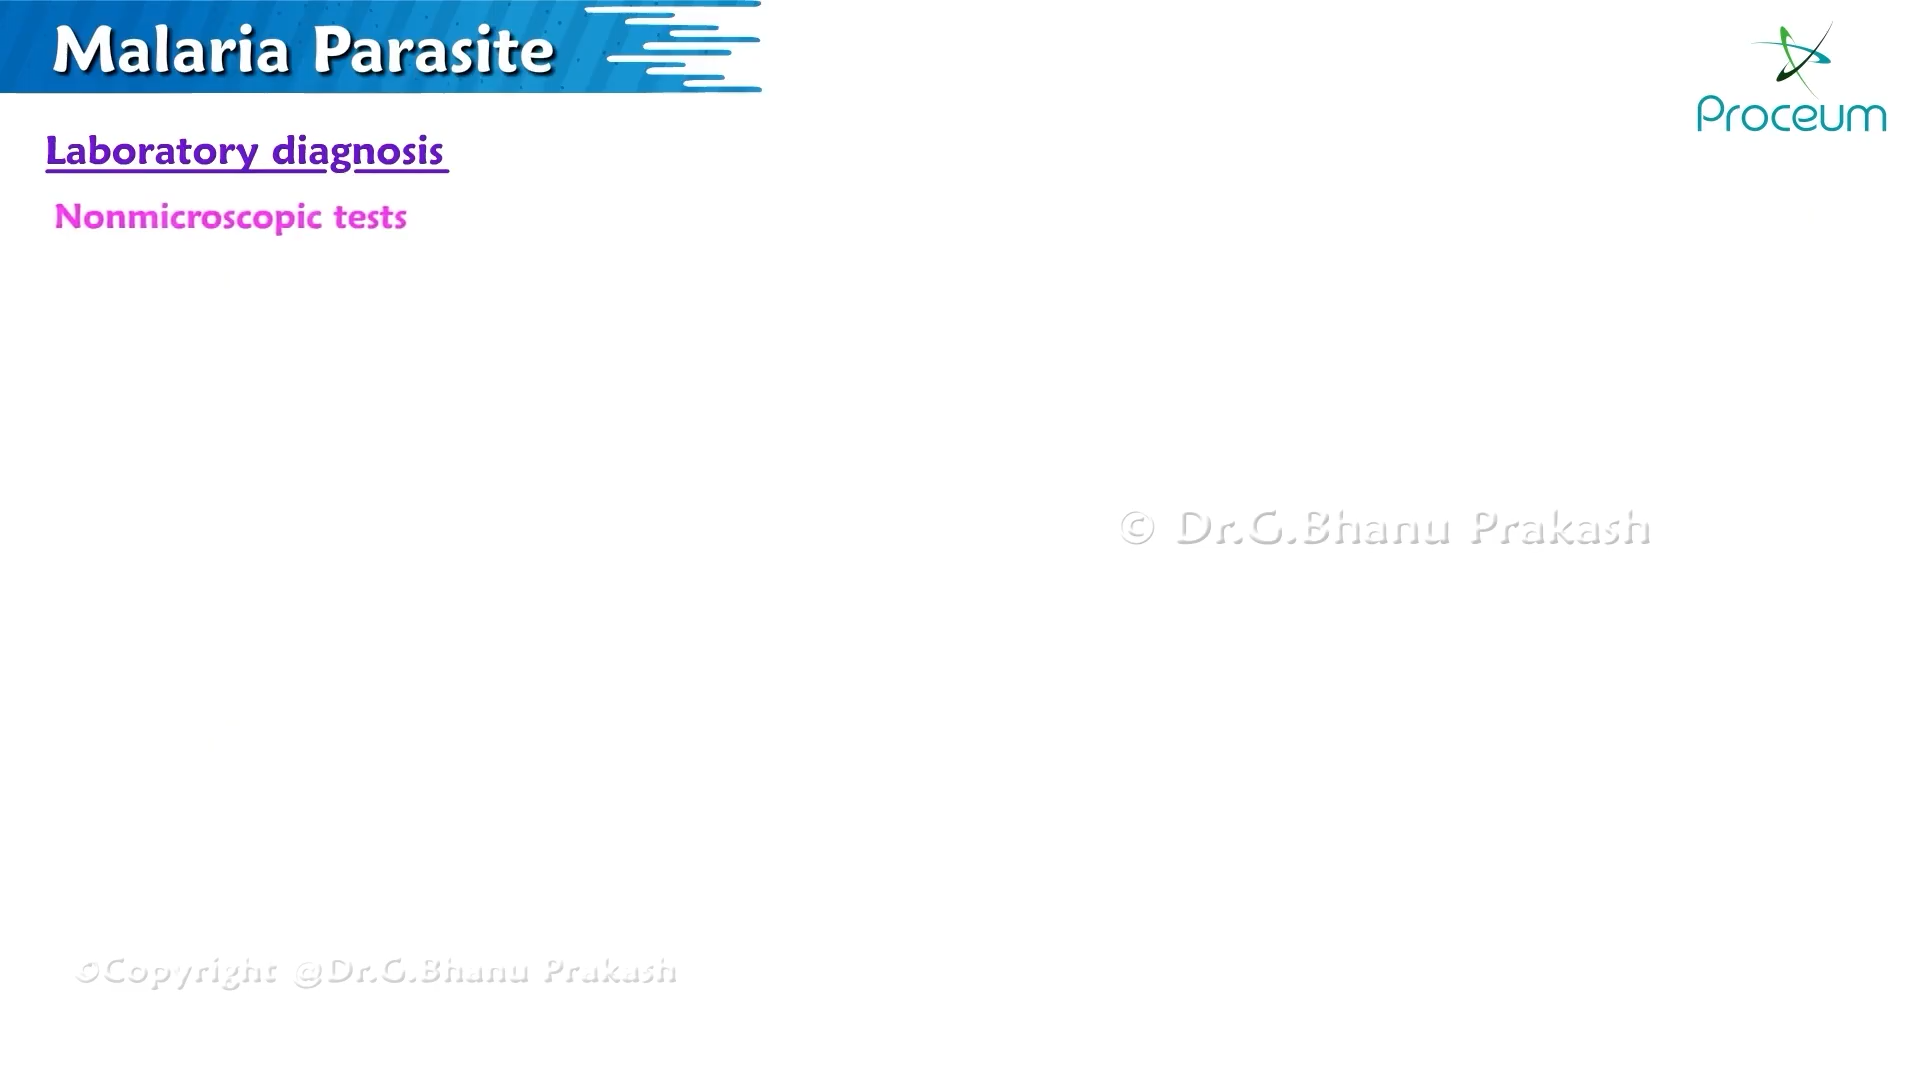 Malaria Parasite
Proceum
Laboratory diagnosis
Nonmicroscopic tests
© Dr.G.Bhanu Prakash
©Copyright @Dr.G.Bhanu Prakash